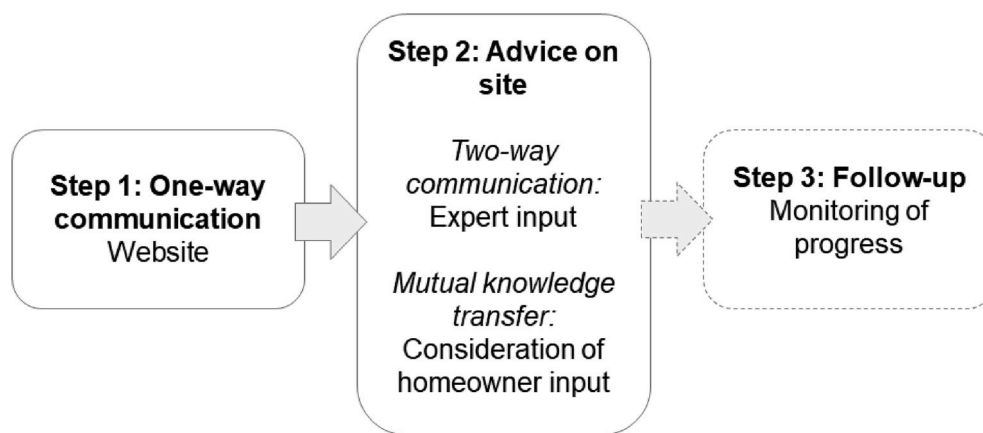 Step 1: One-way
communication
Website
Step 2: Advice on
site
Two-way
communication:
Expert input
Mutual knowledge
transfer:
Consideration of
homeowner input
Step 3: Follow-up
Monitoring of
progress